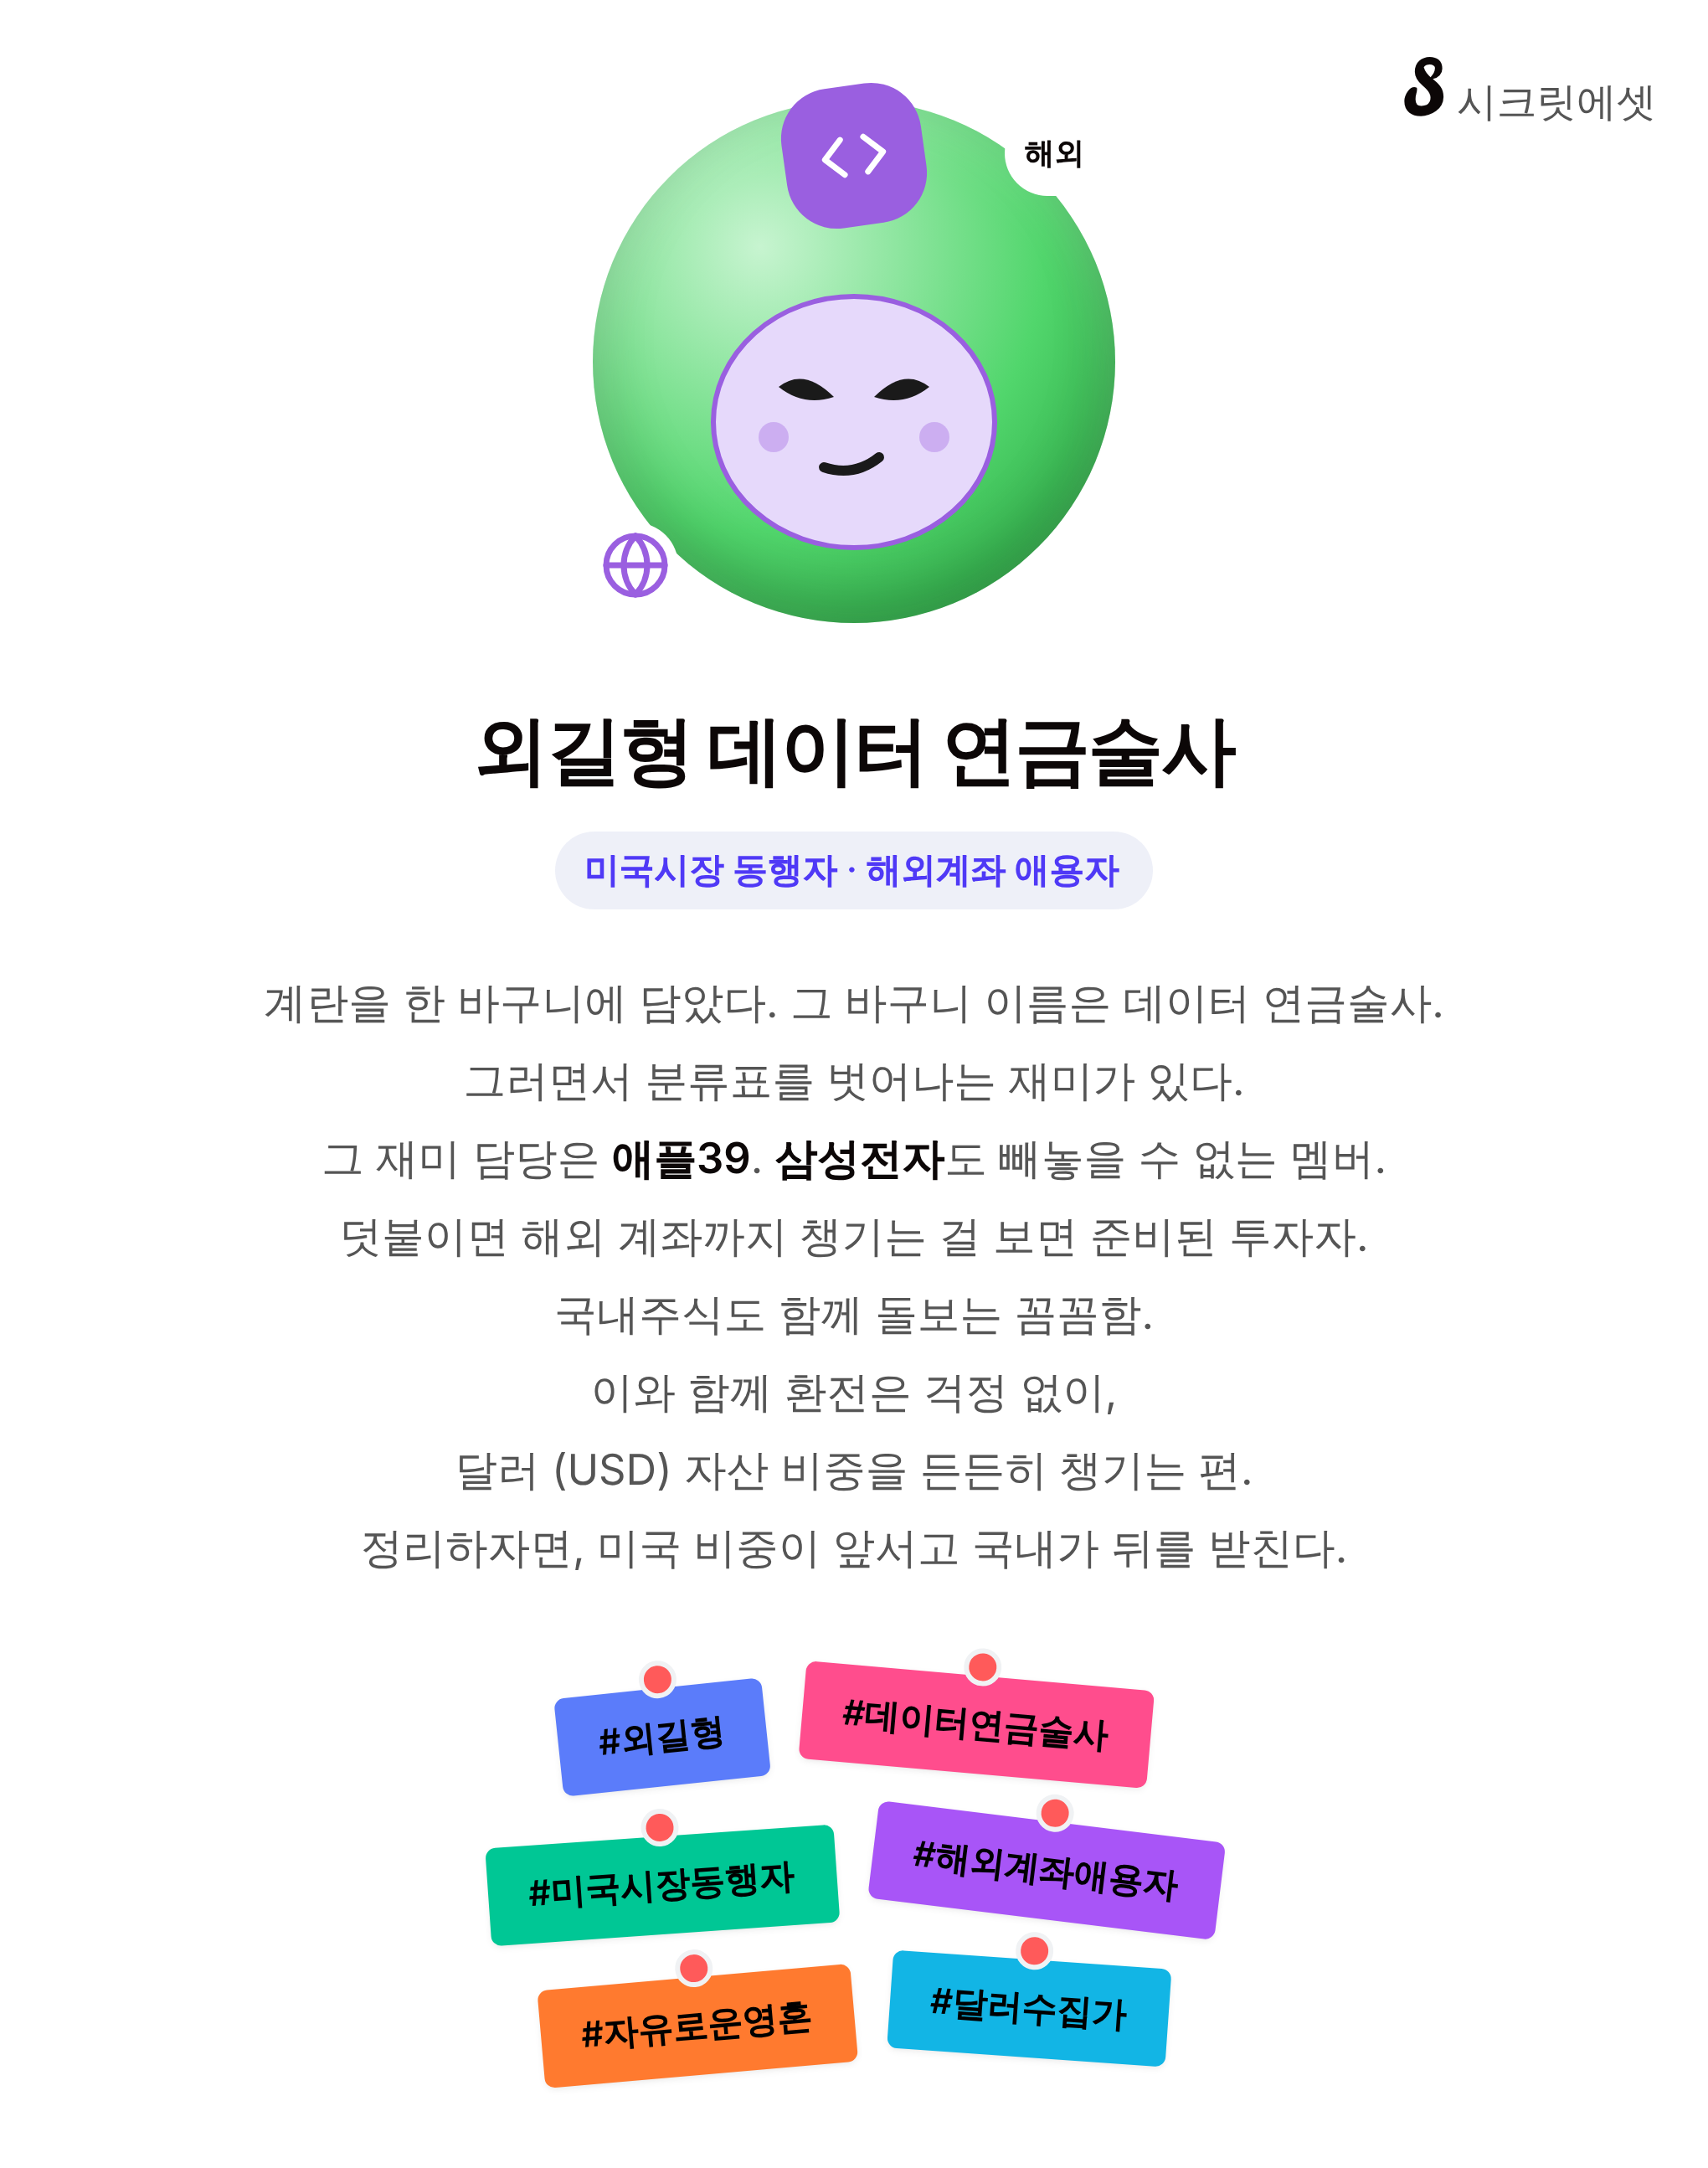 시크릿에셋
해외
외길형 데이터 연금술사
미국시장 동행자 · 해외계좌 애용자
계란을 한 바구니에 담았다. 그 바구니 이름은 데이터 연금술사.
그러면서 분류표를 벗어나는 재미가 있다.
그 재미 담당은 애플39. 삼성전자도 빼놓을 수 없는 멤버.
덧붙이면 해외 계좌까지 챙기는 걸 보면 준비된 투자자.
국내주식도 함께 돌보는 꼼꼼함.
이와 함께 환전은 걱정 없이,
달러 (USD) 자산 비중을 든든히 챙기는 편.
정리하자면, 미국 비중이 앞서고 국내가 뒤를 받친다.
#외길형
#데이터연금술사
#미국시장동행자
#해외계좌애용자
#자유로운영혼
#달러수집가